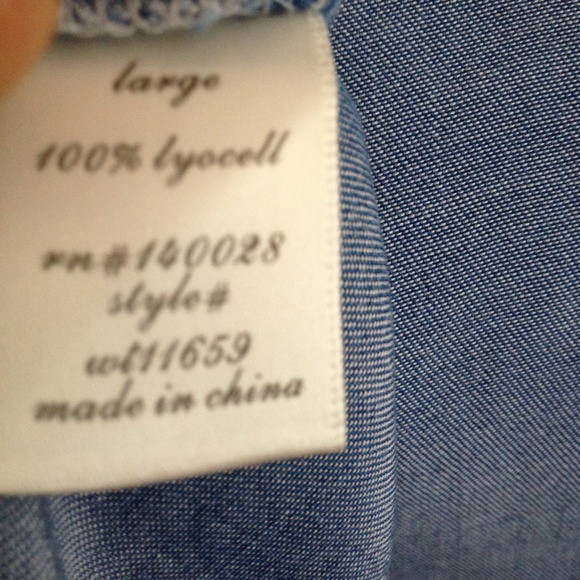 large
100% lyocell
rn#140028
style#
wt11659
made in china